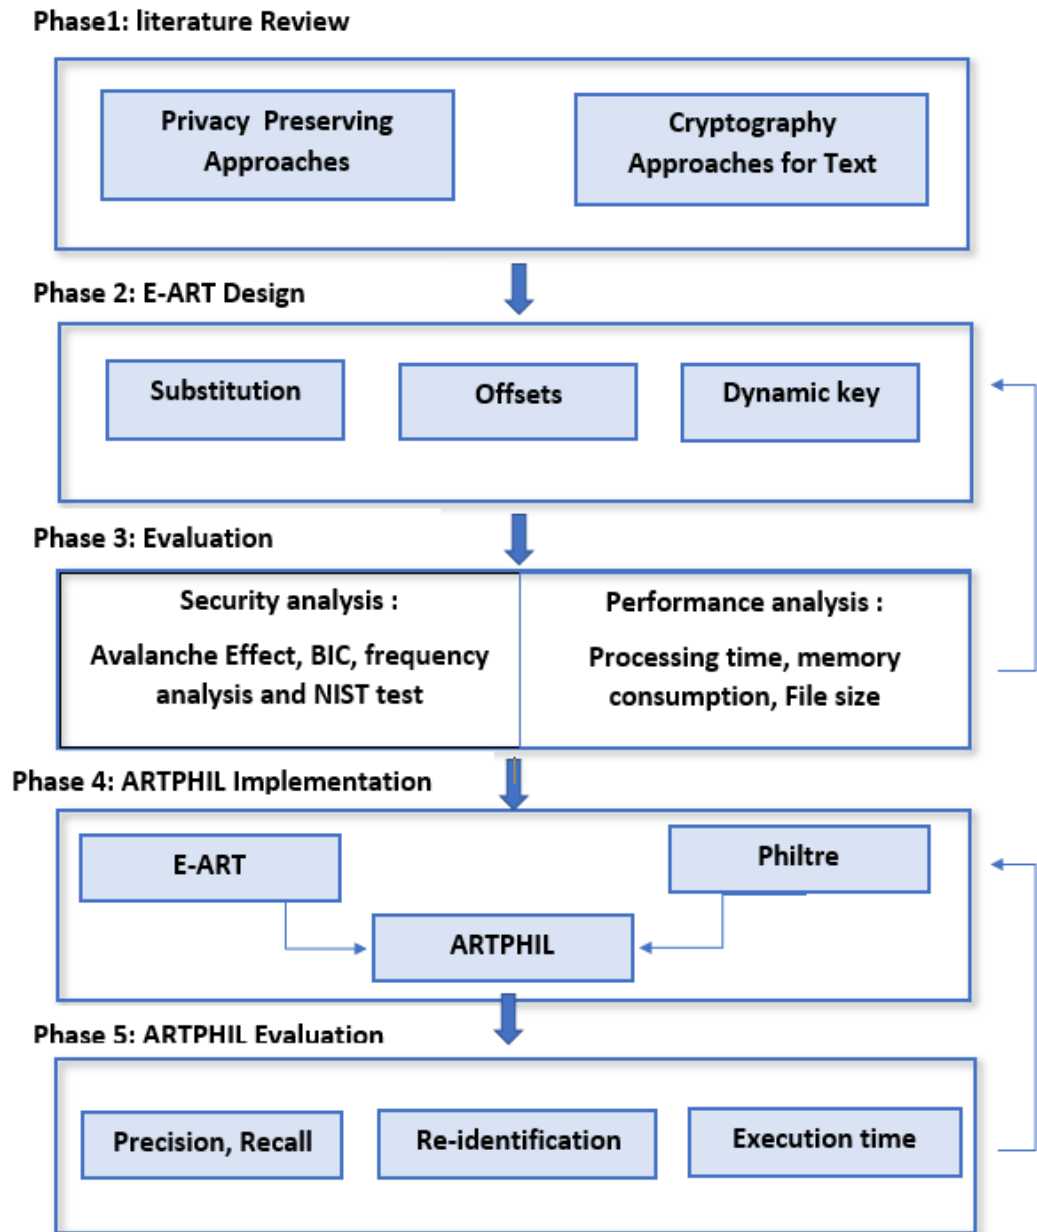 Phase1: literature Review
Privacy Preserving
Approaches
Cryptography
Approaches for Text
Phase 2: E-ART Design
Substitution
Offsets
Dynamic key
Phase 3: Evaluation
Security analysis :
Avalanche Effect, BIC, frequency
analysis and NIST test
Performance analysis :
Processing time, memory
consumption, File size
Phase 4: ARTPHIL Implementation
E-ART
Philtre
ARTPHIL
Phase 5: ARTPHIL Evaluation
Precision, Recall
Re-identification
Execution time